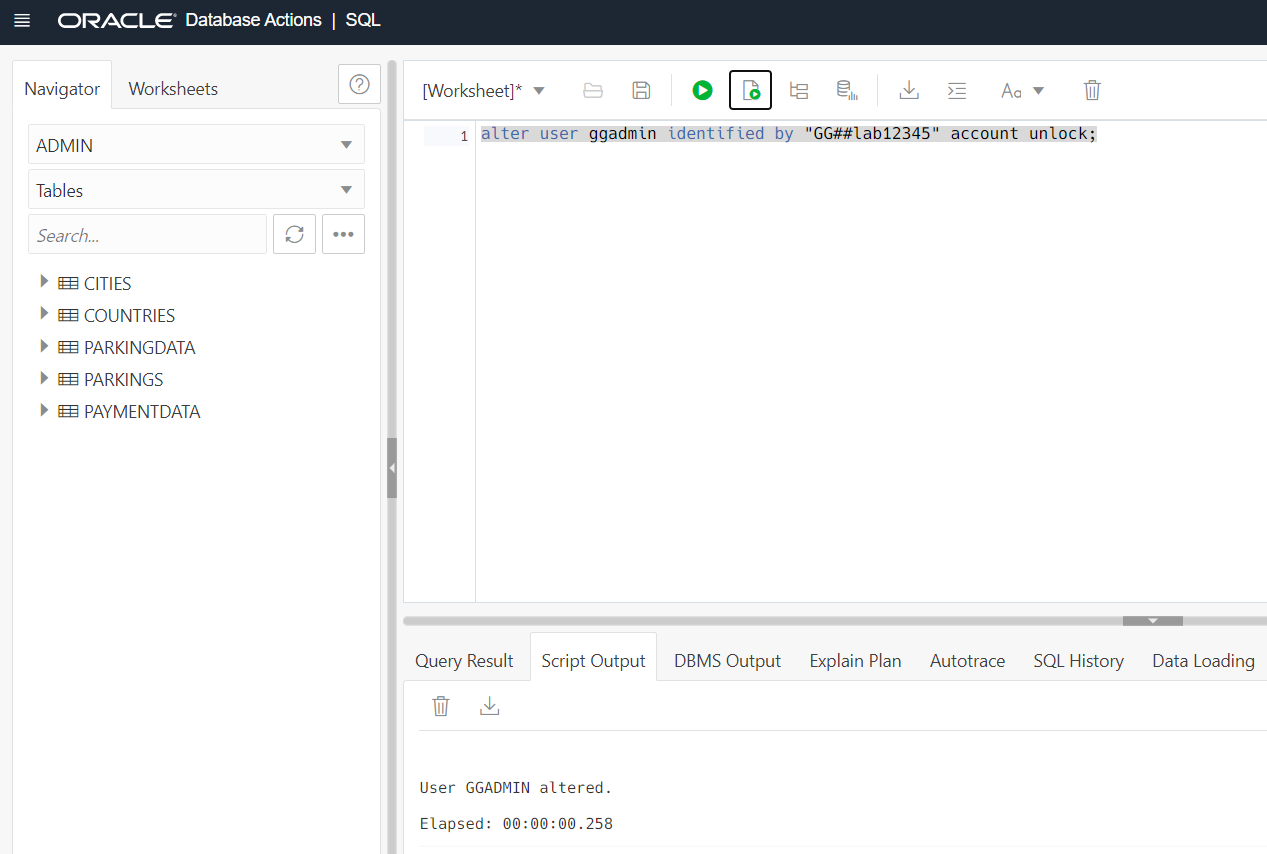 ORACLE Database Actions | SQL
Navigator Worksheets
ADMIN
Tables
Search...
CITIES
COUNTRIES
PARKINGDATA
PARKINGS
PAYMENTDATA
[Worksheet]* Aa
1 alter user ggadmin identified by "GG##lab12345" account unlock;
Query Result Script Output DBMS Output Explain Plan Autotrace SQL History Data Loading
User GGADMIN altered.
Elapsed: 00:00:00.258